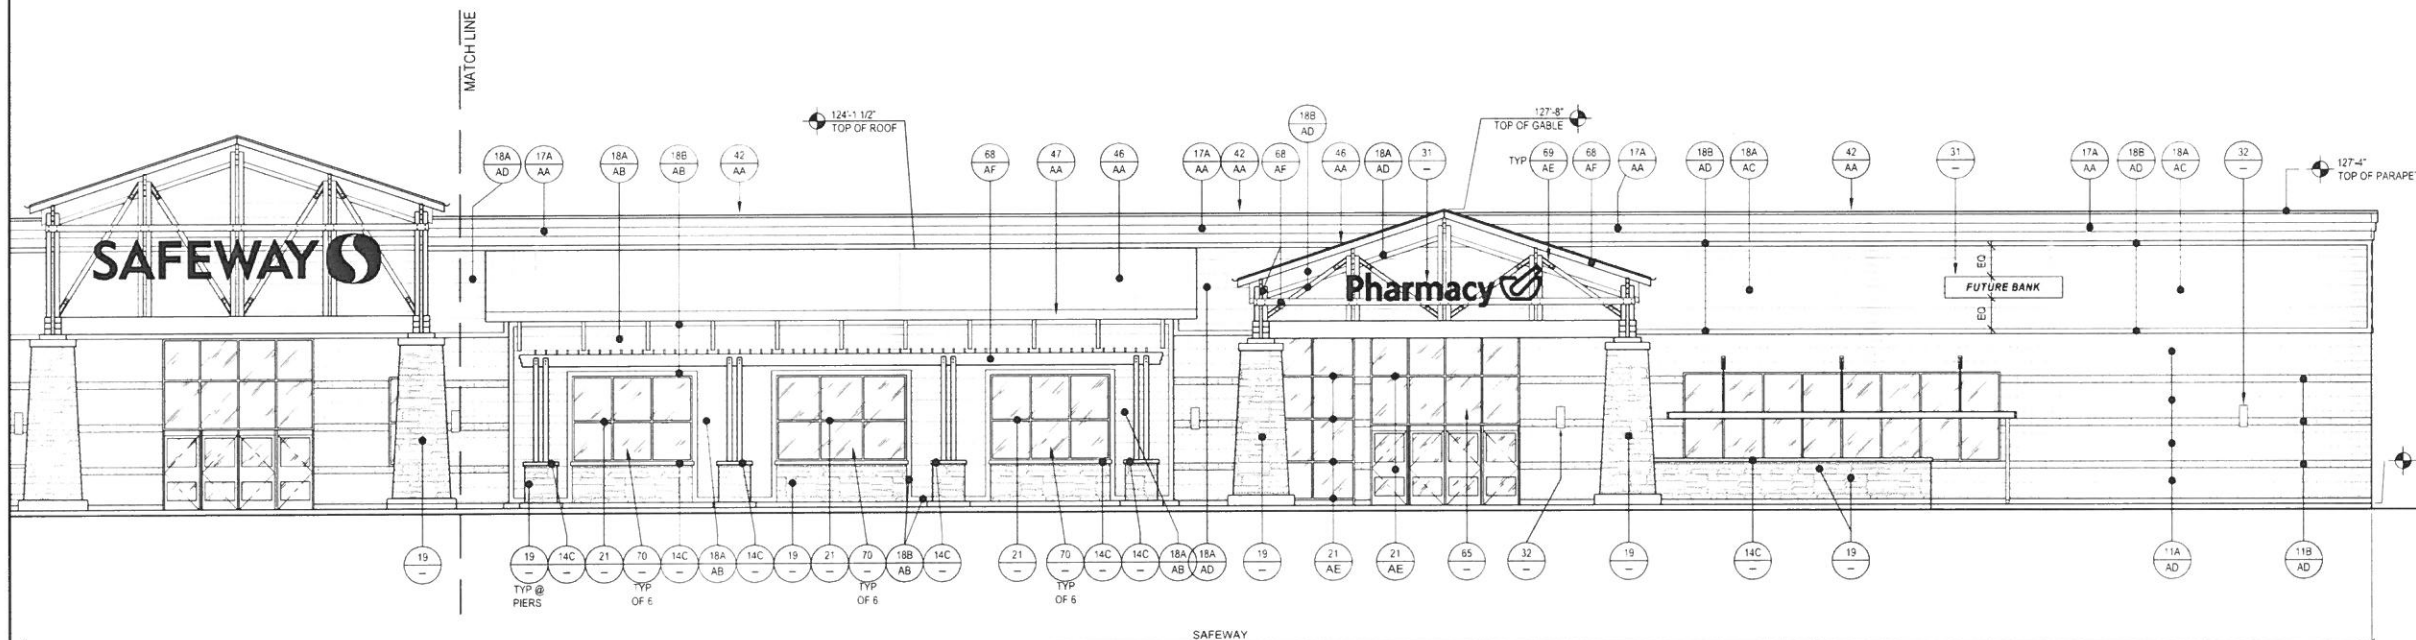 MATCH LINE
124'-1 1/2"
TOP OF ROOF
18B
AD
127'-8"
TOP OF GABLE
18A
AD
17A
AA
18A
AB
18B
AB
42
AA
68
AF
47
AA
46
AA
17A
AA
42
AA
68
AF
46
AA
18A
AD
31
–
TYP
69
AE
68
AF
17A
AA
18B
AD
18A
AC
42
AA
31
–
17A
AA
18B
AD
18A
AC
32
–
127'-4"
TOP OF PARAPET
SAFEWAY
Pharmacy
EQ
FUTURE BANK
EQ
19
–
19
–
TYP @
PIERS
14C
–
21
–
70
–
TYP
OF 6
14C
–
18A
AB
14C
–
19
–
21
–
70
–
TYP
OF 6
18B
AB
14C
–
21
–
70
–
TYP
OF 6
14C
–
14C
–
18A
AB
18A
AD
19
–
21
AE
21
AE
65
–
32
–
19
–
14C
–
19
–
11A
AD
11B
AD
SAFEWAY